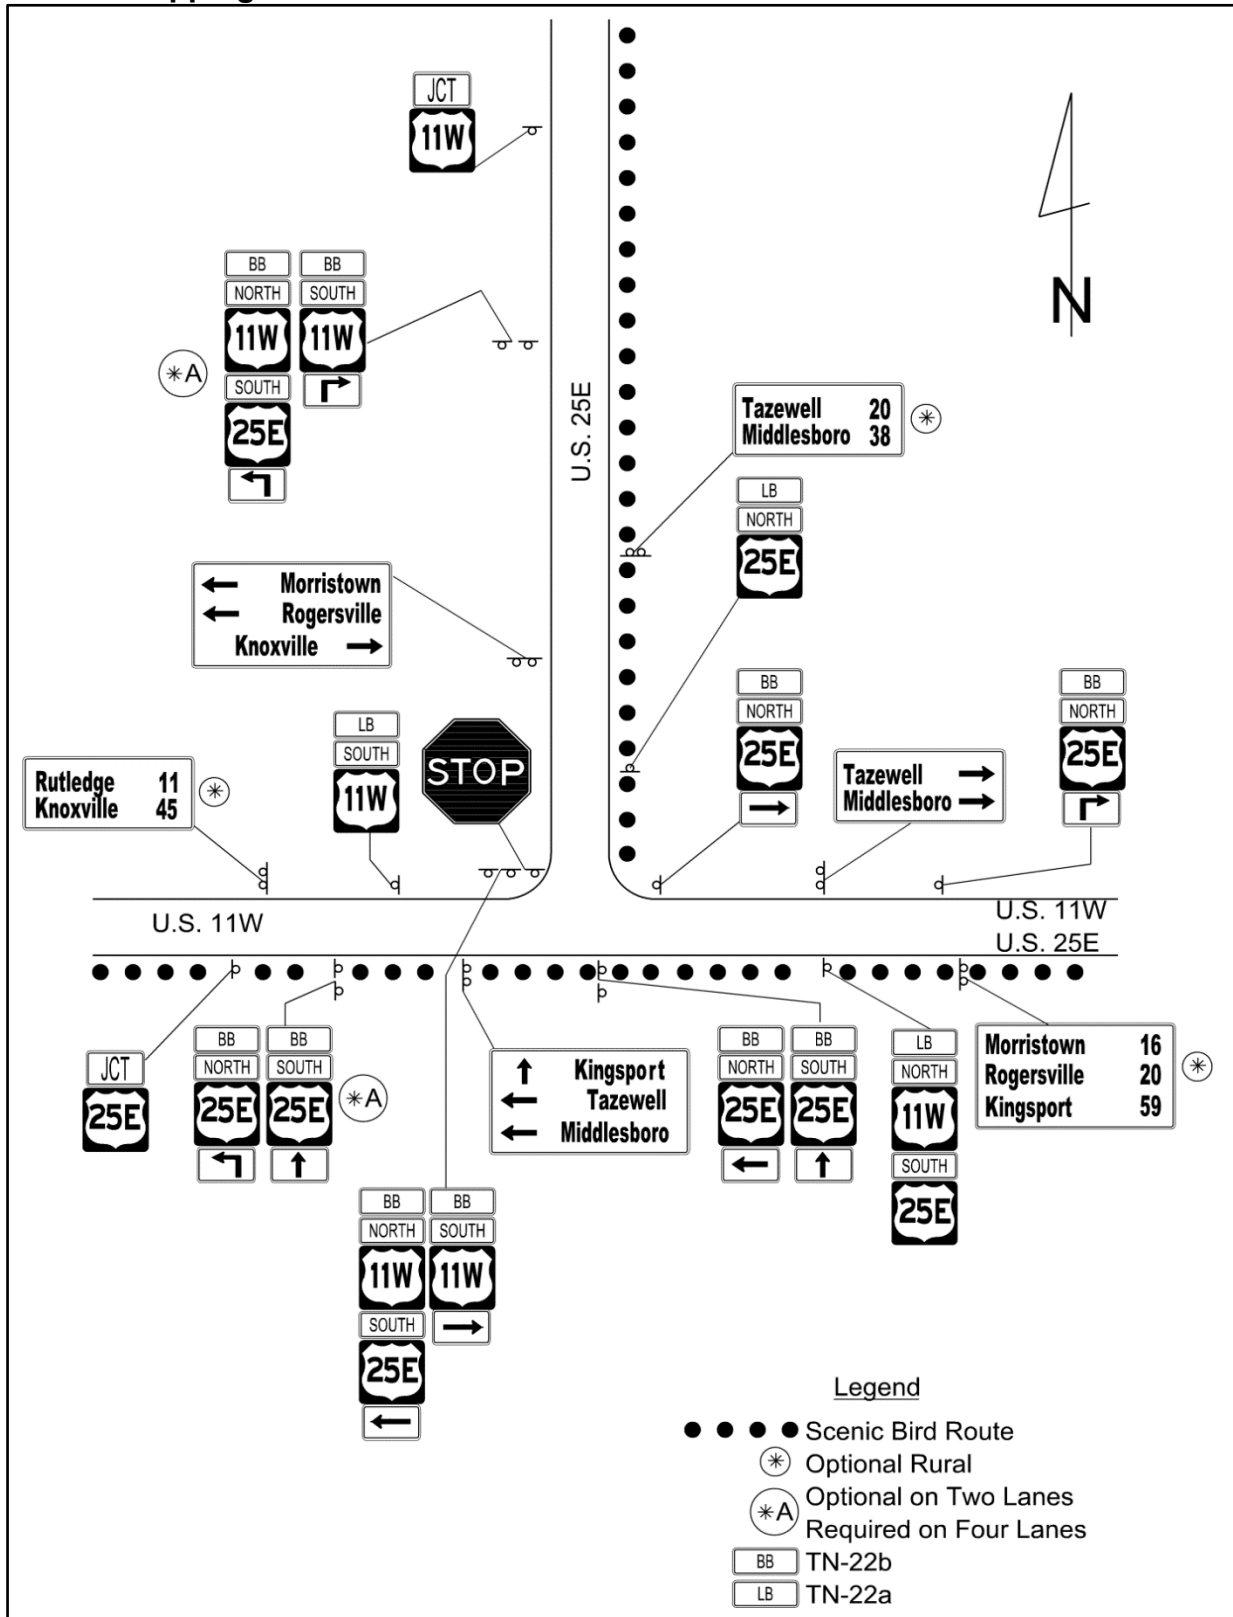 JCT
11W
BB BB
NORTH SOUTH
11W 11W
*A
SOUTH
25E
N
U.S. 25E
Tazewell 20
Middlesboro 38
*
LB
NORTH
25E
← Morristown
← Rogersville
Knoxville →
BB
NORTH
25E
→
BB
NORTH
25E
Tazewell →
Middlesboro →
LB
SOUTH
11W
STOP
Rutledge 11
Knoxville 45
*
U.S. 11W
U.S. 11W
U.S. 25E
JCT
25E
BB BB
NORTH SOUTH
25E 25E
↑
*A
↑ Kingsport
← Tazewell
← Middlesboro
BB BB
NORTH SOUTH
25E 25E
← ↑
LB
NORTH
11W
SOUTH
25E
Morristown 16
Rogersville 20
Kingsport 59
*
BB BB
NORTH SOUTH
11W 11W
→
SOUTH
25E
←
Legend
Scenic Bird Route
* Optional Rural
*A Optional on Two Lanes
Required on Four Lanes
BB TN-22b
LB TN-22a